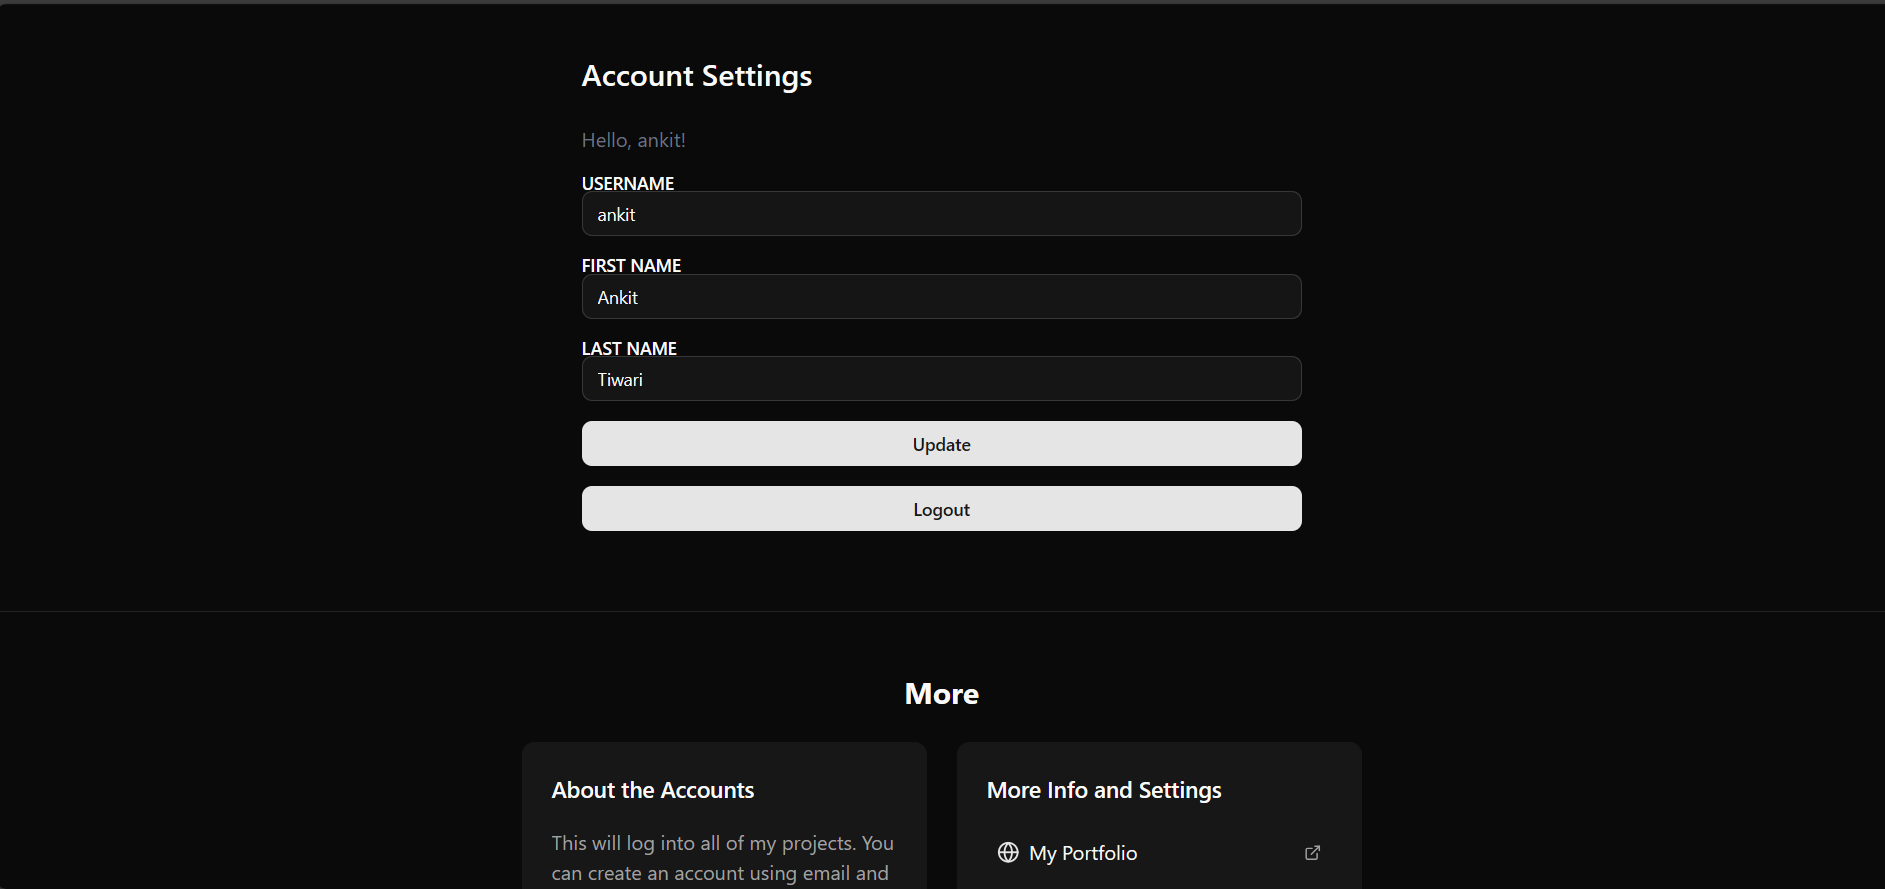 Account Settings
Hello, ankit!
USERNAME
ankit
FIRST NAME
Ankit
LAST NAME
Tiwari
Update
Logout
More
About the Accounts
This will log into all of my projects. You
can create an account using email and
More Info and Settings
My Portfolio